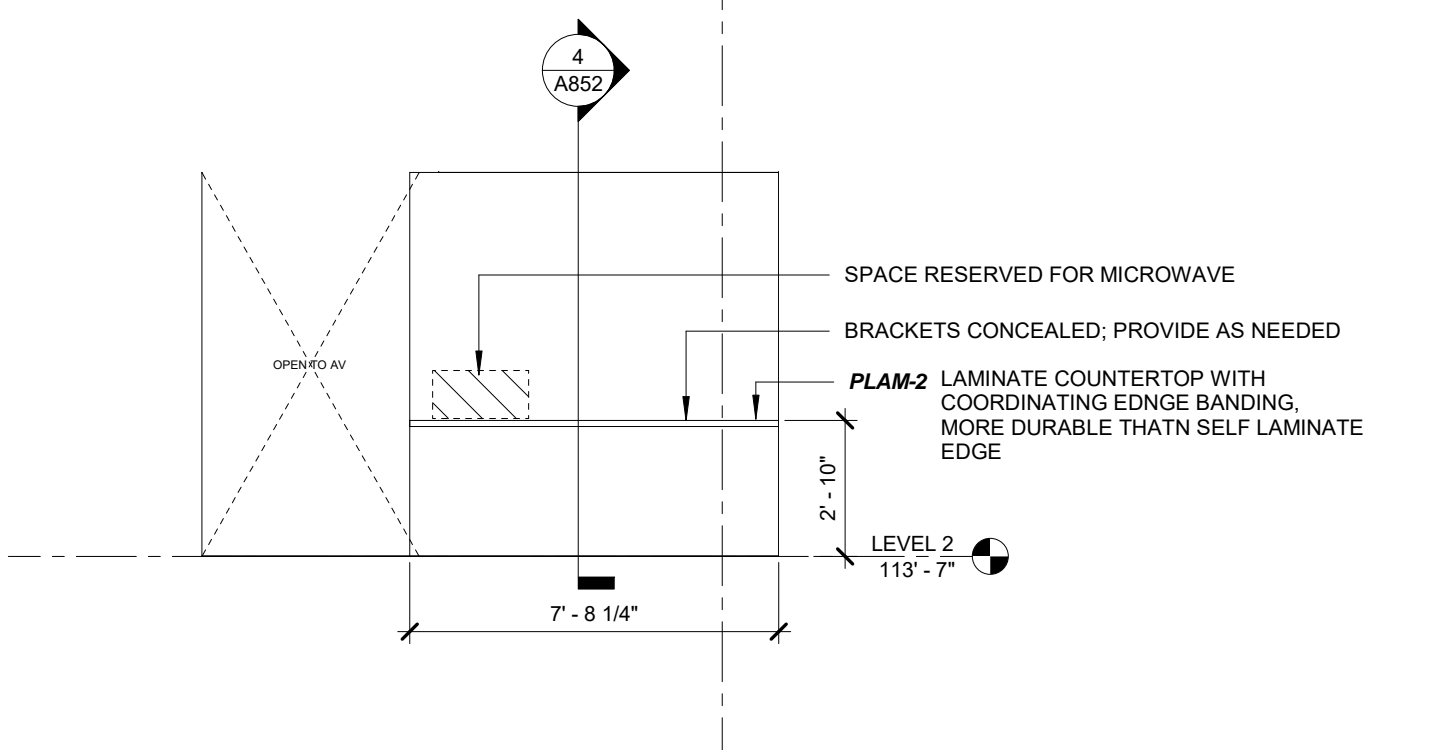 4
A852
SPACE RESERVED FOR MICROWAVE
BRACKETS CONCEALED; PROVIDE AS NEEDED
OPEN TO AV
PLAM-2 LAMINATE COUNTERTOP WITH
COORDINATING EDNGE BANDING,
MORE DURABLE THATN SELF LAMINATE
EDGE
2' - 10"
LEVEL 2
113' - 7"
7' - 8 1/4"